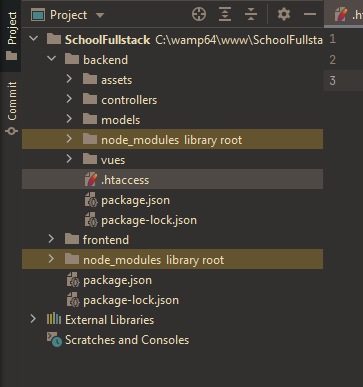 Project
Commit
Project
.ht
SchoolFullstack C:\wamp64\www\SchoolFullsta
backend
assets
controllers
models
node_modules library root
vues
.htaccess
package.json
package-lock.json
frontend
node_modules library root
package.json
package-lock.json
External Libraries
Scratches and Consoles
1
2
3